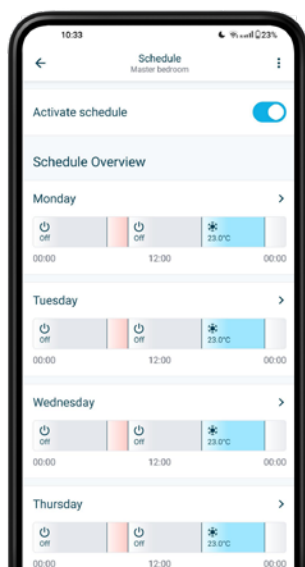 10:33
23%
Schedule
Master bedroom
Activate schedule
Schedule Overview
Monday
Off Off 23.0°C
00:00 12:00 00:00
Tuesday
Off Off 23.0°C
00:00 12:00 00:00
Wednesday
Off Off 23.0°C
00:00 12:00 00:00
Thursday
Off Off 23.0°C
00:00 12:00 00:00